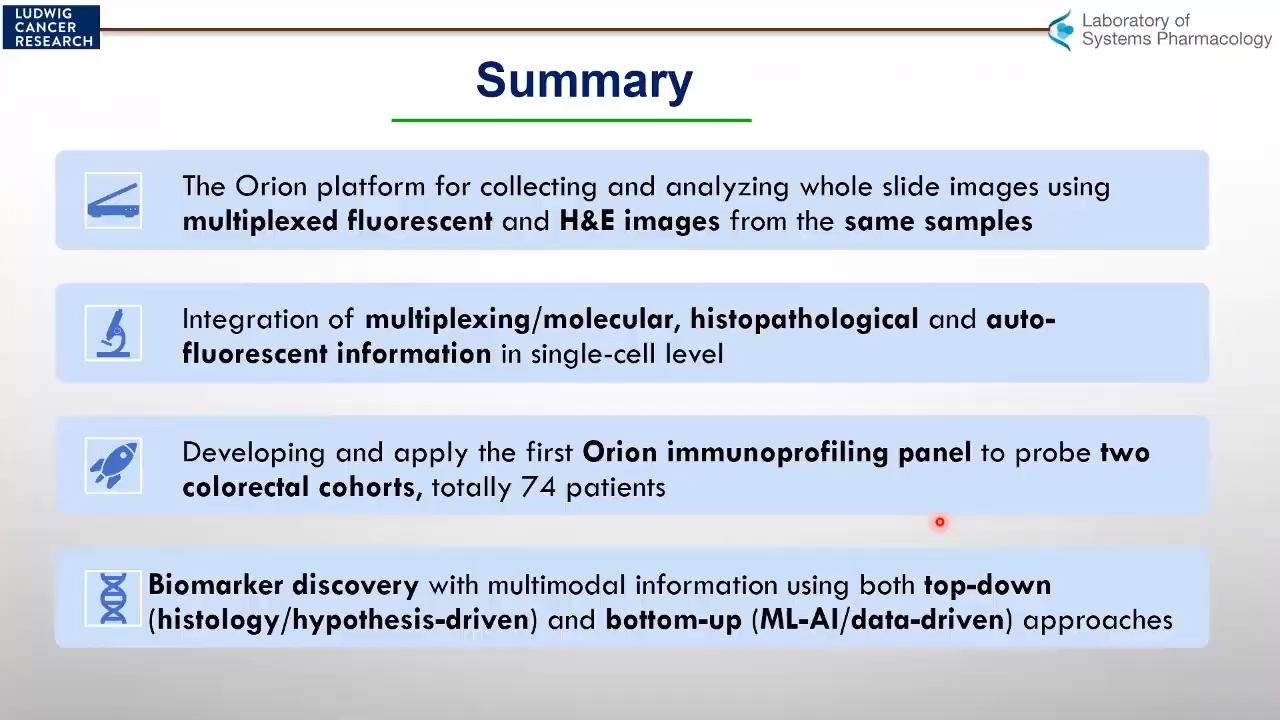 LUDWIG
CANCER
RESEARCH
Laboratory of
Systems Pharmacology
Summary
The Orion platform for collecting and analyzing whole slide images using
multiplexed fluorescent and H&E images from the same samples
Integration of multiplexing/molecular, histopathological and auto-
fluorescent information in single-cell level
Developing and apply the first Orion immunoprofiling panel to probe two
colorectal cohorts, totally 74 patients
Biomarker discovery with multimodal information using both top-down
(histology/hypothesis-driven) and bottom-up (ML-AI/data-driven) approaches